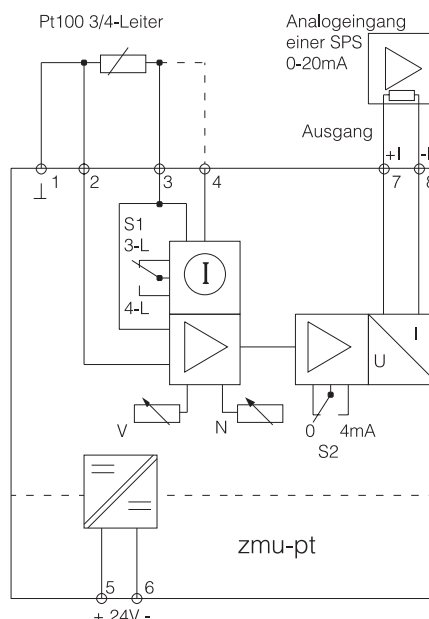 Pt100 3/4-Leiter
Analogeingang
einer SPS
0-20mA
Ausgang
+I
1 2 3 4 7 8
⊥
S1
3-L
4-L
I
U I
V N
0 4mA
S2
zmu-pt
5 6
+ 24V -